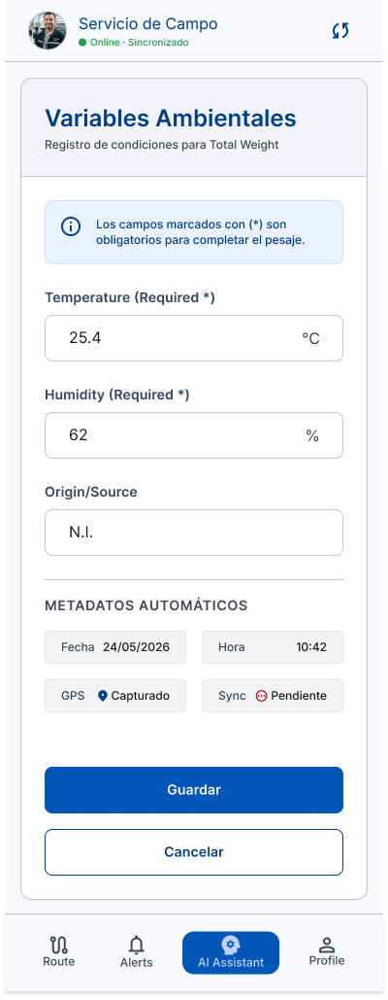 Servicio de Campo
Online · Sincronizado
Variables Ambientales
Registro de condiciones para Total Weight
Los campos marcados con (*) son
obligatorios para completar el pesaje.
Temperature (Required *)
25.4 °C
Humidity (Required *)
62 %
Origin/Source
N.I.
METADATOS AUTOMÁTICOS
Fecha 24/05/2026
Hora 10:42
GPS Capturado
Sync Pendiente
Guardar
Cancelar
Route
Alerts
AI Assistant
Profile